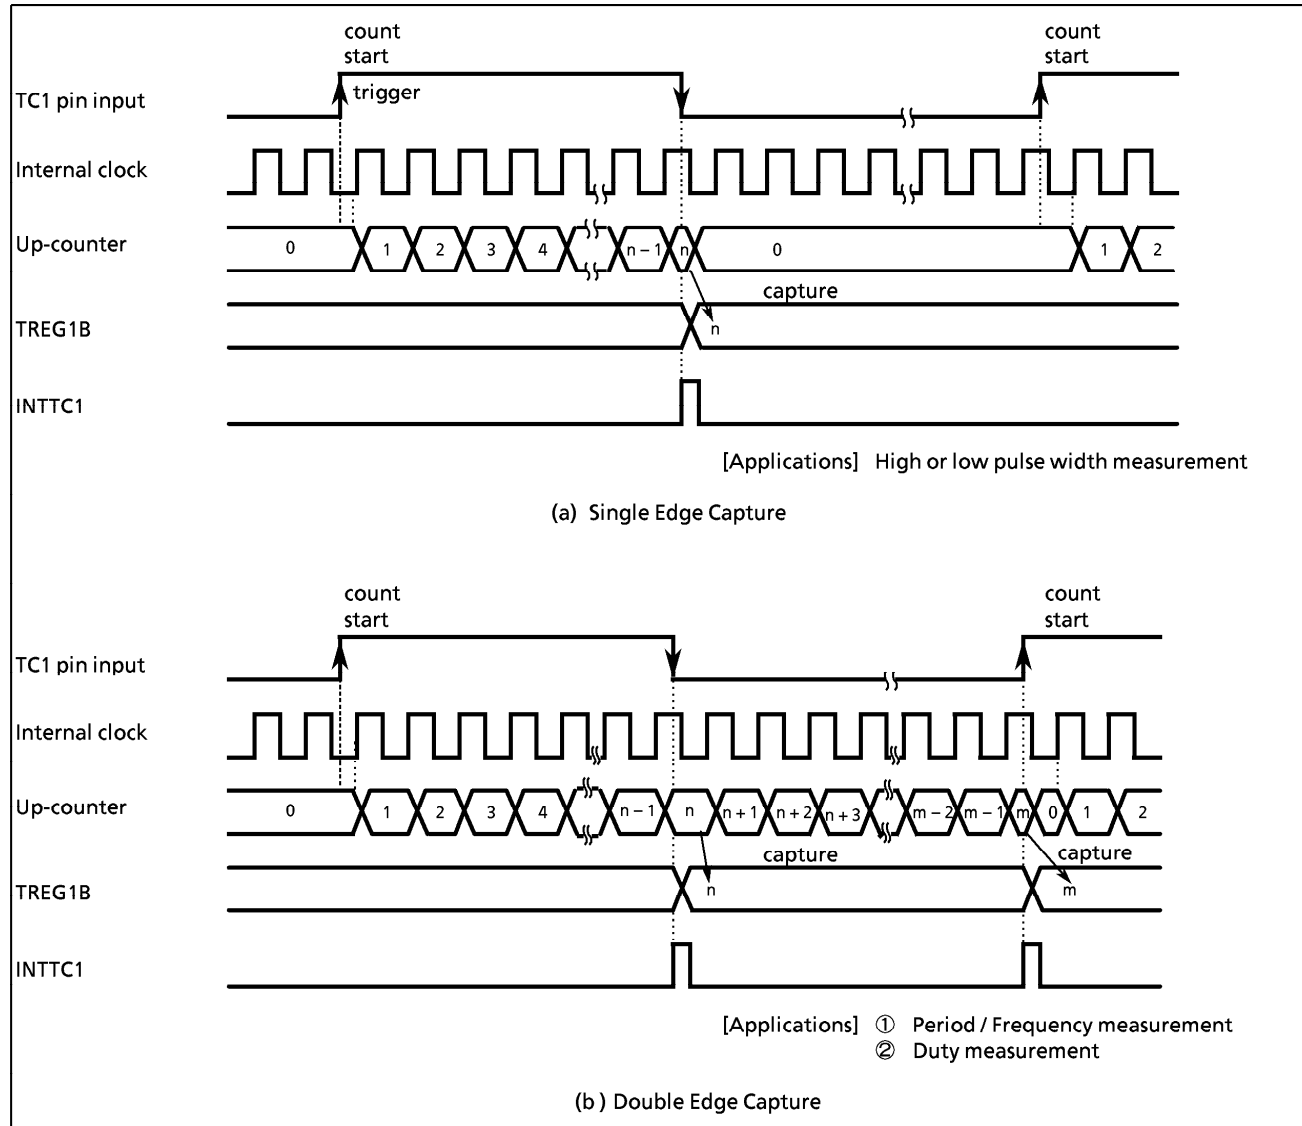 count
start
count
start
TC1 pin input
trigger
Internal clock
Up-counter
0 1 2 3 4 n – 1 n 0 1 2
capture
TREG1B
n
INTTC1
[Applications] High or low pulse width measurement
(a) Single Edge Capture
count
start
count
start
TC1 pin input
Internal clock
Up-counter
0 1 2 3 4 n – 1 n n + 1 n + 2 n + 3 m – 2 m – 1 m 0 1 2
capture
capture
TREG1B
n
m
INTTC1
[Applications] ① Period / Frequency measurement
② Duty measurement
(b) Double Edge Capture